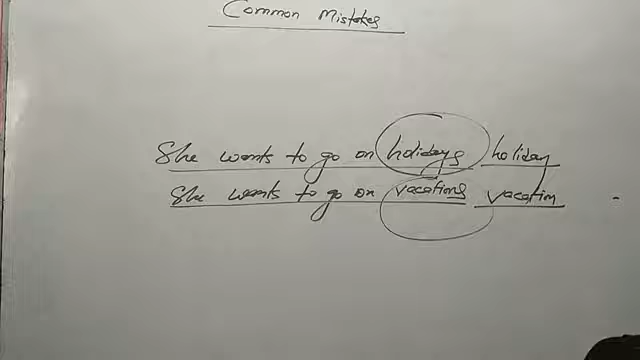 Common Mistakes
She wants to go on holidays holiday
She wants to go on vacations vacation